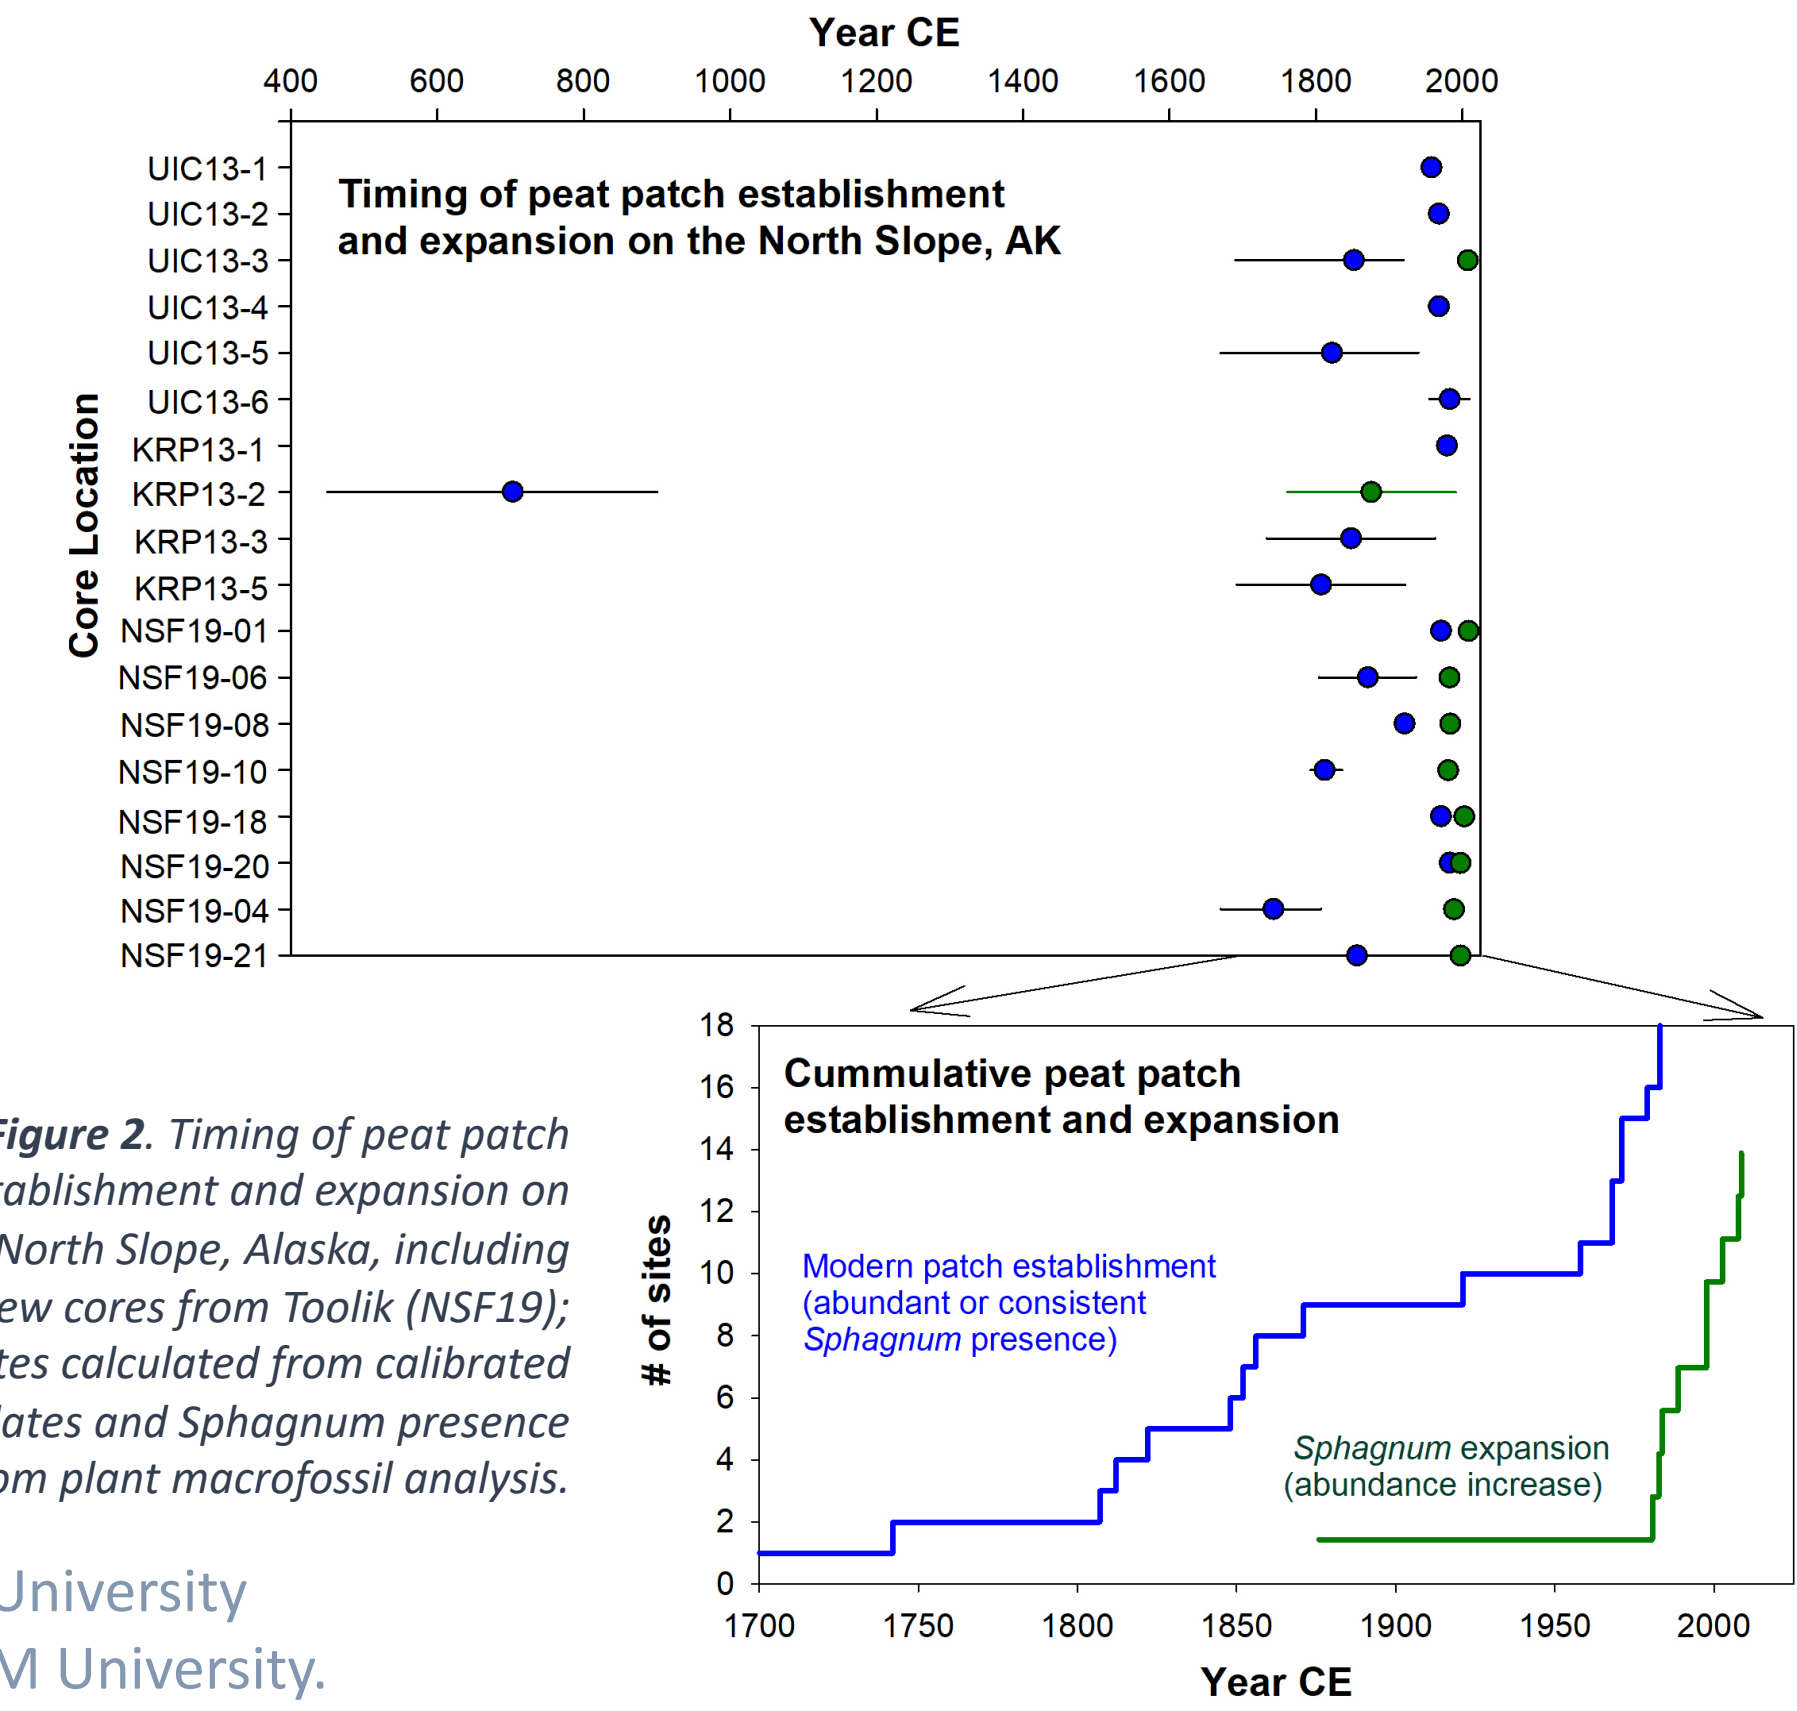 Year CE
400 600 800 1000 1200 1400 1600 1800 2000
Timing of peat patch establishment
and expansion on the North Slope, AK
Core Location
UIC13-1
UIC13-2
UIC13-3
UIC13-4
UIC13-5
UIC13-6
KRP13-1
KRP13-2
KRP13-3
KRP13-5
NSF19-01
NSF19-06
NSF19-08
NSF19-10
NSF19-18
NSF19-20
NSF19-04
NSF19-21
Cummulative peat patch
establishment and expansion
# of sites
18
16
14
12
10
8
6
4
2
0
Modern patch establishment
(abundant or consistent
Sphagnum presence)
Sphagnum expansion
(abundance increase)
1700 1750 1800 1850 1900 1950 2000
Year CE
Figure 2. Timing of peat patch
tablishment and expansion on
North Slope, Alaska, including
ew cores from Toolik (NSF19);
tes calculated from calibrated
lates and Sphagnum presence
om plant macrofossil analysis.
University
M University.